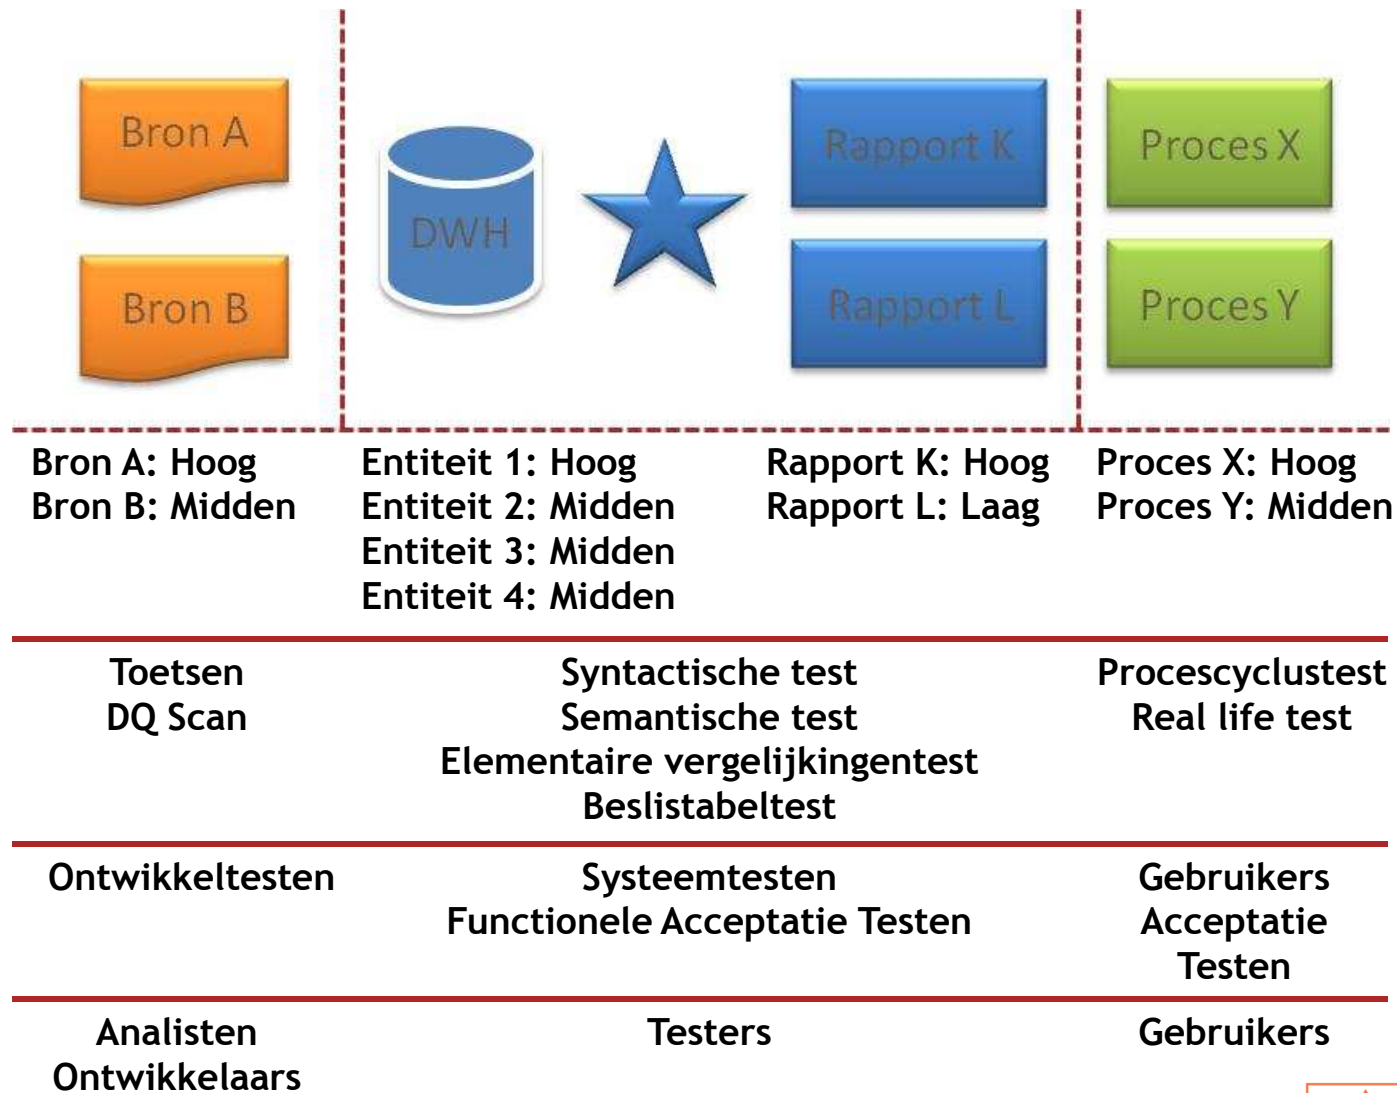 Bron A
Bron B
DWH
Rapport K
Rapport L
Proces X
Proces Y
Bron A: Hoog
Bron B: Midden
Entiteit 1: Hoog
Entiteit 2: Midden
Entiteit 3: Midden
Entiteit 4: Midden
Rapport K: Hoog
Rapport L: Laag
Proces X: Hoog
Proces Y: Midden
Toetsen
DQ Scan
Syntactische test
Semantische test
Elementaire vergelijkingentest
Beslistabeltest
Procescyclustest
Real life test
Ontwikkeltesten
Systeemtesten
Functionele Acceptatie Testen
Gebruikers
Acceptatie
Testen
Analisten
Ontwikkelaars
Testers
Gebruikers